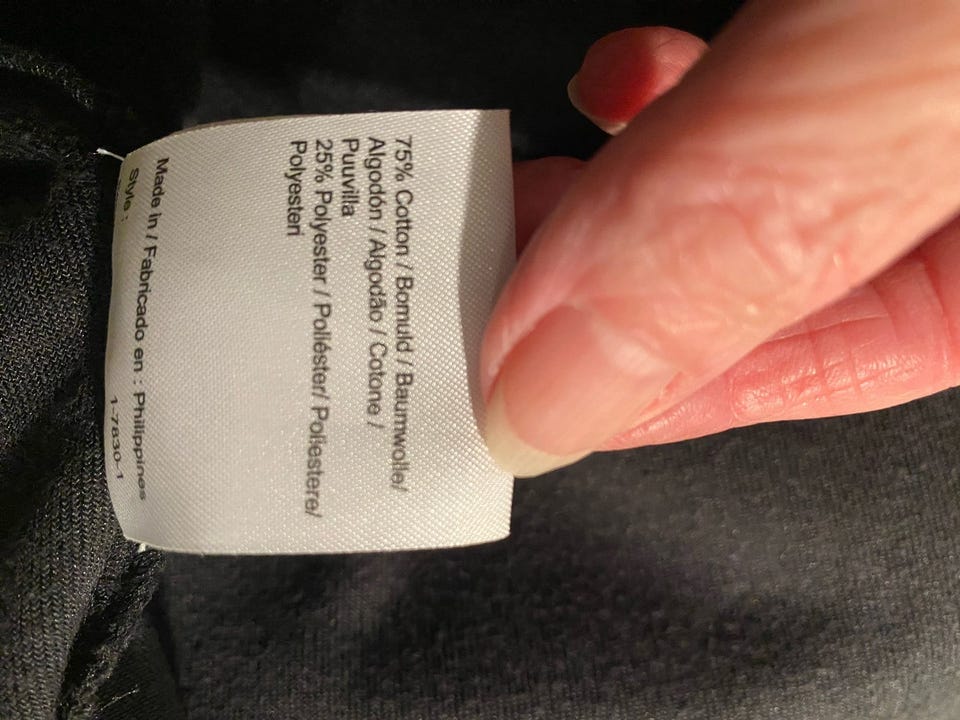 75% Cotton / Bomuld / Baumwolle/
Algodón / Algodão / Cotone /
Puuvilla
25% Polyester / Poliéster/ Poliestere/
Polyesteri
Made in / Fabricado en : Philippines
Style : 1-7830-1